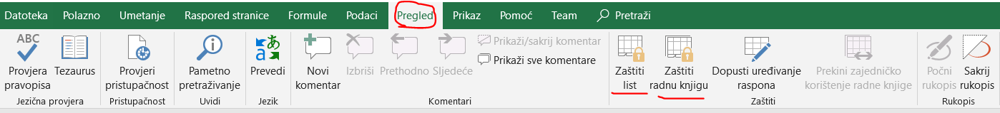 Datoteka Polazno Umetanje Raspored stranice Formule Podaci Pregled Prikaz Pomoć Team Pretraži
ABC
Provjera pravopisa
Tezaurus
Jezična provjera
Provjeri pristupačnost
Pristupačnost
Pametno pretraživanje
Uvidi
a あ
Prevedi
Jezik
Novi komentar
Izbriši
Prethodno
Sljedeće
Prikaži/sakrij komentar
Prikaži sve komentare
Komentari
Zaštiti list
Zaštiti radnu knjigu
Dopusti uređivanje raspona
Prekini zajedničko korištenje radne knjige
Zaštiti
Počni rukopis
Sakrij rukopis
Rukopis